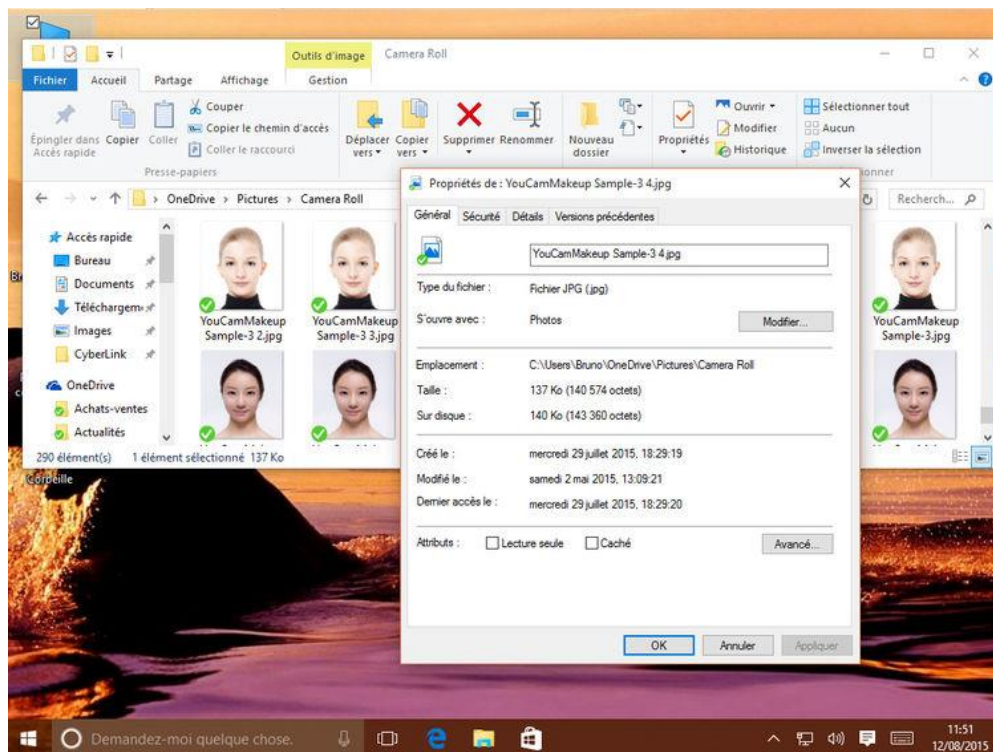 Outils d'image
Camera Roll
Fichier
Accueil
Partage
Affichage
Gestion
Épingler dans
Accès rapide
Copier
Coller
Couper
Copier le chemin d'accès
Coller le raccourci
Presse-papiers
Déplacer
vers
Copier
vers
Supprimer
Renommer
Nouveau
dossier
Propriétés
Ouvrir
Modifier
Historique
Sélectionner tout
Aucun
Inverser la sélection
OneDrive > Pictures > Camera Roll
Recherch...
Accès rapide
Bureau
Documents
Images
CyberLink
OneDrive
Achats-ventes
Actualités
YouCamMakeup
Sample-3 2.jpg
YouCamMakeup
Sample-3 3.jpg
YouCamMakeup
Sample-3.jpg
290 élément(s)
1 élément sélectionné 137 Ko
Propriétés de : YouCamMakeup Sample-3 4.jpg
Général
Sécurité
Détails
Versions précédentes
YouCamMakeup Sample-3 4.jpg
Type du fichier :
Fichier JPG (.jpg)
S'ouvre avec :
Photos
Modifier...
Emplacement :
C:\Users\Bruno\OneDrive\Pictures\Camera Roll
Taille :
137 Ko (140 574 octets)
Sur disque :
140 Ko (143 360 octets)
Créé le :
mercredi 29 juillet 2015, 18:29:19
Modifié le :
samedi 2 mai 2015, 13:09:21
Dernier accès le :
mercredi 29 juillet 2015, 18:29:20
Attributs :
Lecture seule
Caché
Avancé...
OK
Annuler
Appliquer
Corbeille
Demandez-moi quelque chose.
11:51
12/08/2015